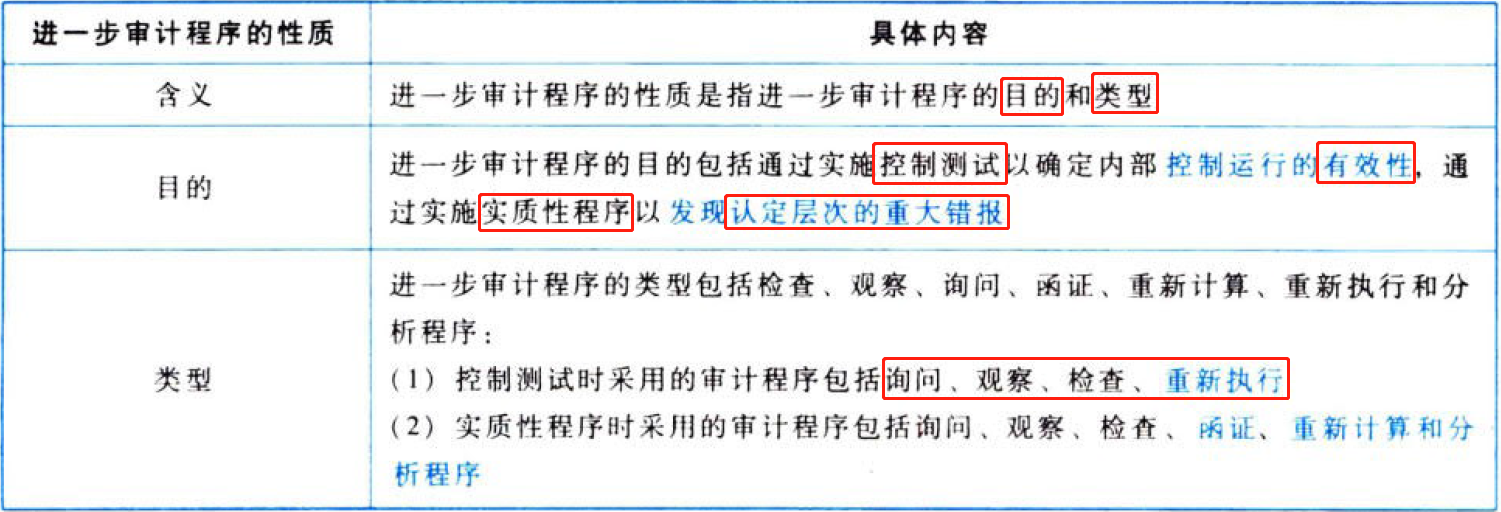 进一步审计程序的性质
具体内容
含义
进一步审计程序的性质是指进一步审计程序的目的和类型
目的
进一步审计程序的目的包括通过实施控制测试以确定内部控制运行的有效性，通
过实施实质性程序以发现认定层次的重大错报
类型
进一步审计程序的类型包括检查、观察、询问、函证、重新计算、重新执行和分
析程序：
（1）控制测试时采用的审计程序包括询问、观察、检查、重新执行
（2）实质性程序时采用的审计程序包括询问、观察、检查、函证、重新计算和分
析程序